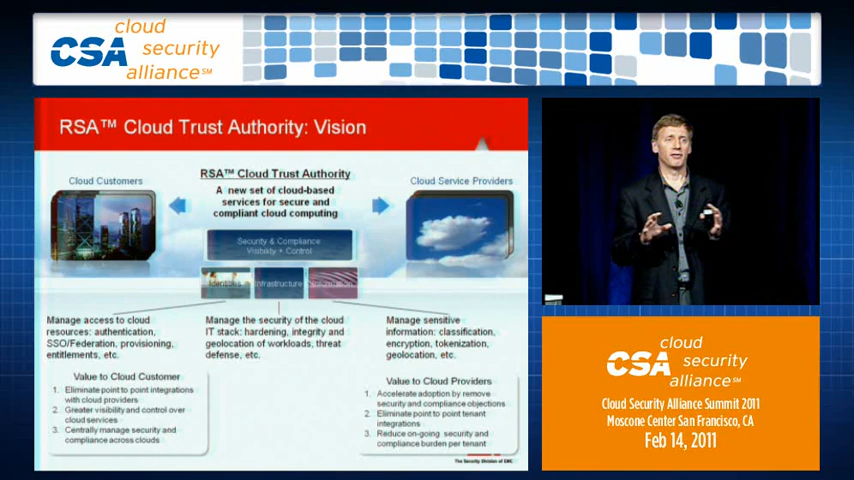 cloud
CSA security
alliance SM
RSA™ Cloud Trust Authority: Vision
Cloud Customers
RSA™ Cloud Trust Authority
Cloud Service Providers
A new set of cloud-based
services for secure and
compliant cloud computing
Security & Compliance
Visibility + Control
Identities
Infrastructure
Information
Manage access to cloud
resources: authentication,
SSO/Federation, provisioning,
entitlements, etc.
Manage the security of the cloud
IT stack: hardening, integrity and
geolocation of workloads, threat
defense, etc.
Manage sensitive
information: classification,
encryption, tokenization,
geolocation, etc.
Value to Cloud Customer
1. Eliminate point to point integrations
with cloud providers
2. Greater visibility and control over
cloud services
3. Centrally manage security and
compliance across clouds
Value to Cloud Providers
1. Accelerate adoption by remove
security and compliance objections
2. Eliminate point to point tenant
integrations
3. Reduce on-going security and
compliance burden per tenant
The Security Division of EMC
cloud
CSA security
alliance SM
Cloud Security Alliance Summit 2011
Moscone Center San Francisco, CA
Feb 14, 2011